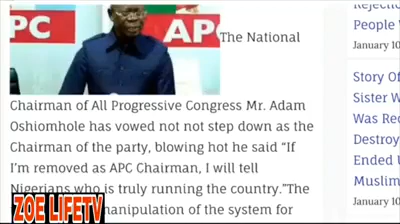 PC
APC
The National
Chairman of All Progressive Congress Mr. Adam
Oshiomhole has vowed not not step down as the
Chairman of the party, blowing hot he said “If
I’m removed as APC Chairman, I will tell
Nigerians who is truly running the country.”The
manipulation of the system for
ZOE LIFETV
Rejection
People W
January 10
Story Of
Sister W
Was Rec
Destroy
Ended U
Muslim
January 10